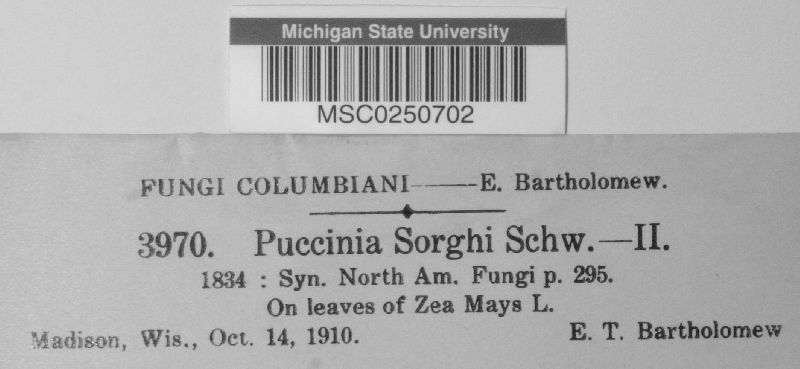 Michigan State University
MSC0250702
FUNGI COLUMBIANI——E. Bartholomew.
3970. Puccinia Sorghi Schw.—II.
1834 : Syn. North Am. Fungi p. 295.
On leaves of Zea Mays L.
Madison, Wis., Oct. 14, 1910. E. T. Bartholomew